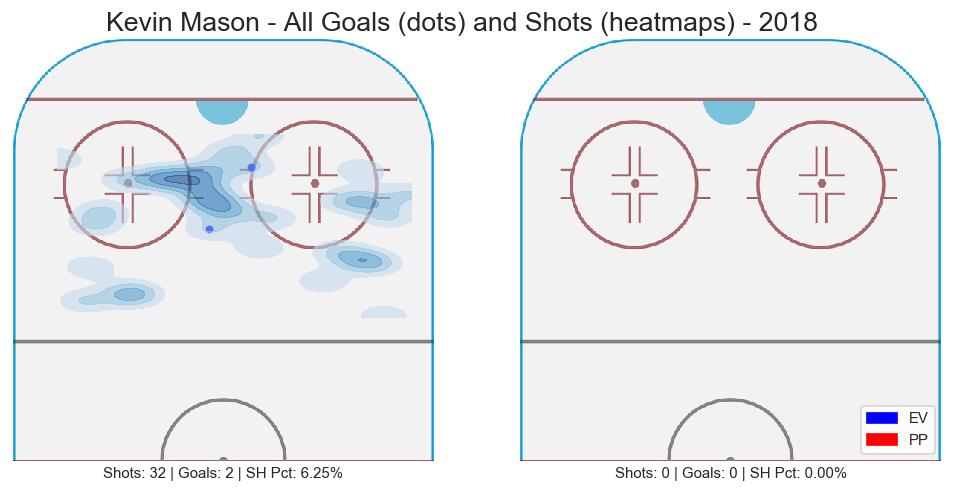 Kevin Mason - All Goals (dots) and Shots (heatmaps) - 2018
EV
PP
Shots: 32 | Goals: 2 | SH Pct: 6.25%
Shots: 0 | Goals: 0 | SH Pct: 0.00%